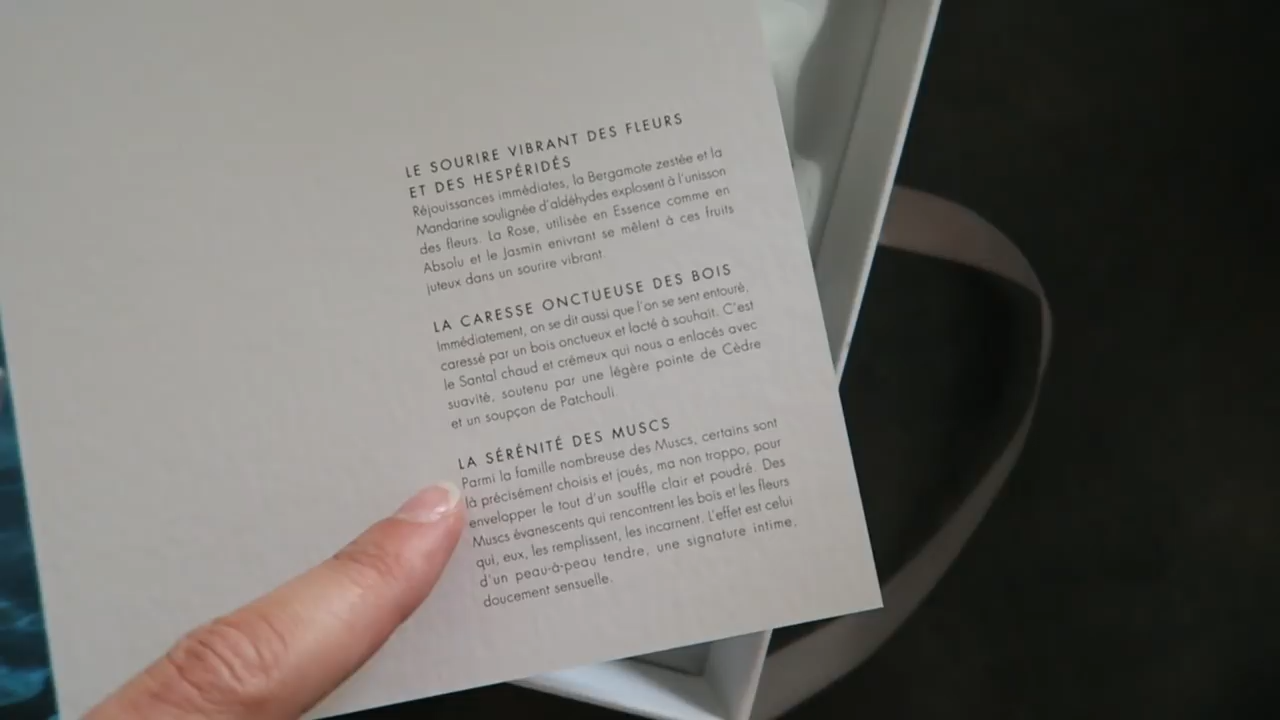 LE SOURIRE VIBRANT DES FLEURS
ET DES HESPÉRIDÉS
Réjouissances immédiates, la Bergamote zestée et la
Mandarine soulignée d'aldéhydes explosent à l'unisson
des fleurs. La Rose, utilisée en Essence comme en
Absolu et le Jasmin enivrant se mêlent à ces fruits
juteux dans un sourire vibrant.
LA CARESSE ONCTUEUSE DES BOIS
Immédiatement, on se dit aussi que l'on se sent entouré,
caressé par un bois onctueux et lacté à souhait. C'est
le Santal chaud et crémeux qui nous a enlacés avec
suavité, soutenu par une légère pointe de Cèdre
et un soupçon de Patchouli.
LA SÉRÉNITÉ DES MUSCS
Parmi la famille nombreuse des Muscs, certains sont
là précisément choisis et joués, ma non troppo, pour
envelopper le tout d'un souffle clair et poudré. Des
Muscs évanescents qui rencontrent les bois et les fleurs
qui, eux, les remplissent, les incarnent. L'effet est celui
d'un peau-à-peau tendre, une signature intime,
doucement sensuelle.